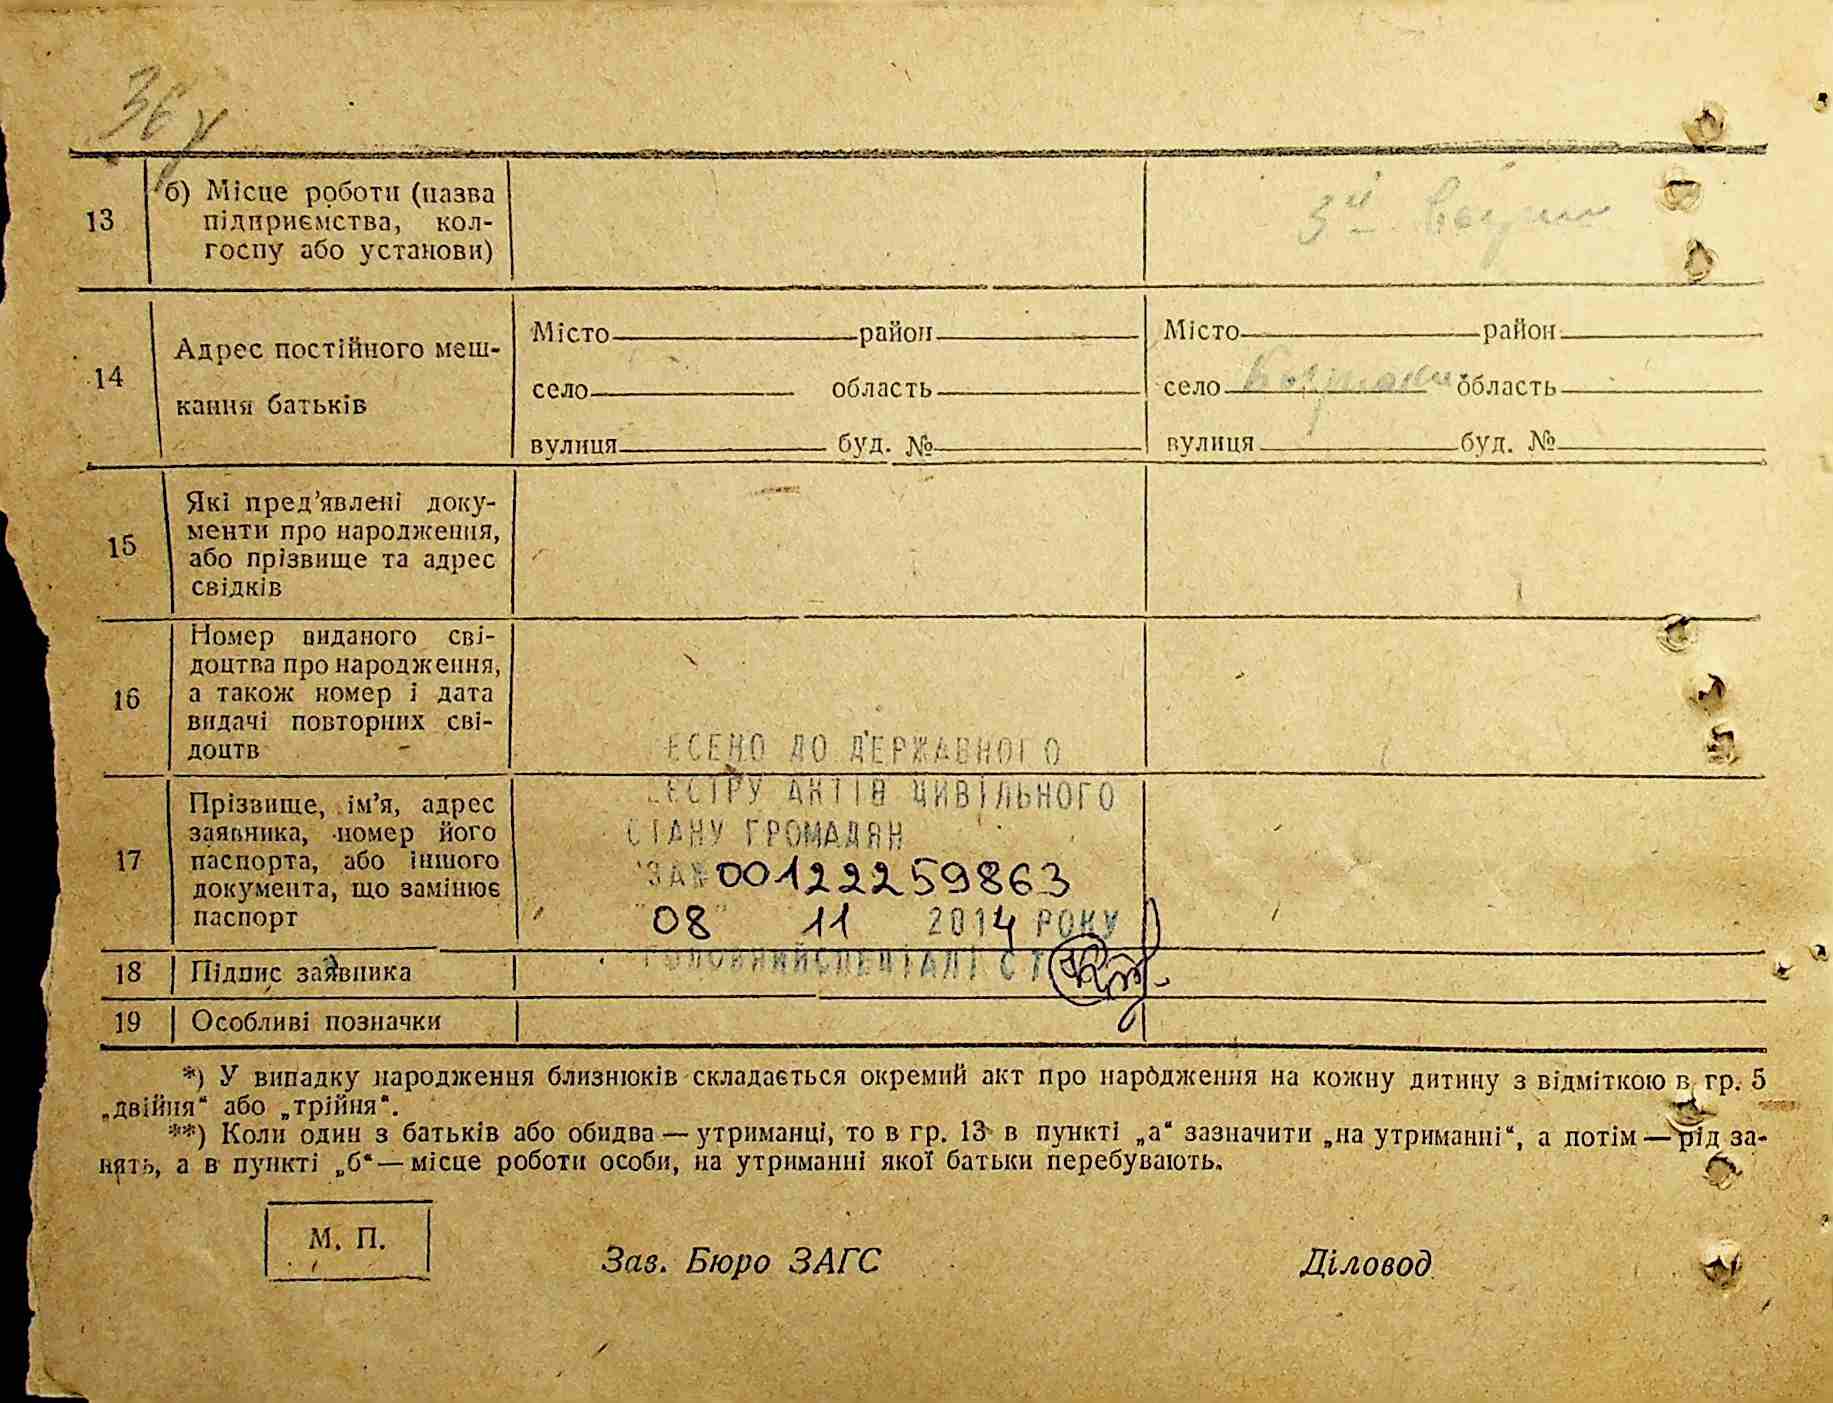 36
13
б) Місце роботи (назва
підприємства, кол-
госпу або установи)
3й
14
Адрес постійного меш-
кання батьків
Місто район Місто район
село область село область
вулиця буд. № вулиця буд. №
15
Які пред’явлені доку-
менти про народження,
або прізвище та адрес
свідків
16
Номер виданого сві-
доцтва про народження,
а також номер і дата
видачі повторних сві-
доцтв
ЕСЕНО ДО ДЕРЖАВНОГО
ЕСТРУ АКТІВ ЦИВІЛЬНОГО
СТАНУ ГРОМАДЯН
ЗА № 00122259863
"08" 11 2014 РОКУ
ГОЛОВНИЙ СПЕЦІАЛІСТ
17
Прізвище, ім’я, адрес
заявника, номер його
паспорта, або іншого
документа, що замінює
паспорт
18 Підпис заявника
19 Особливі позначки
*) У випадку народження близнюків складається окремий акт про народження на кожну дитину з відміткою в гр. 5
„двійня“ або „трійня“.
**) Коли один з батьків або обидва — утриманці, то в гр. 13 в пункті „а“ зазначити „на утриманні“, а потім — рід за-
нять, а в пункті „б“ — місце роботи особи, на утриманні якої батьки перебувають.
М. П.
Зав. Бюро ЗАГС Діловод